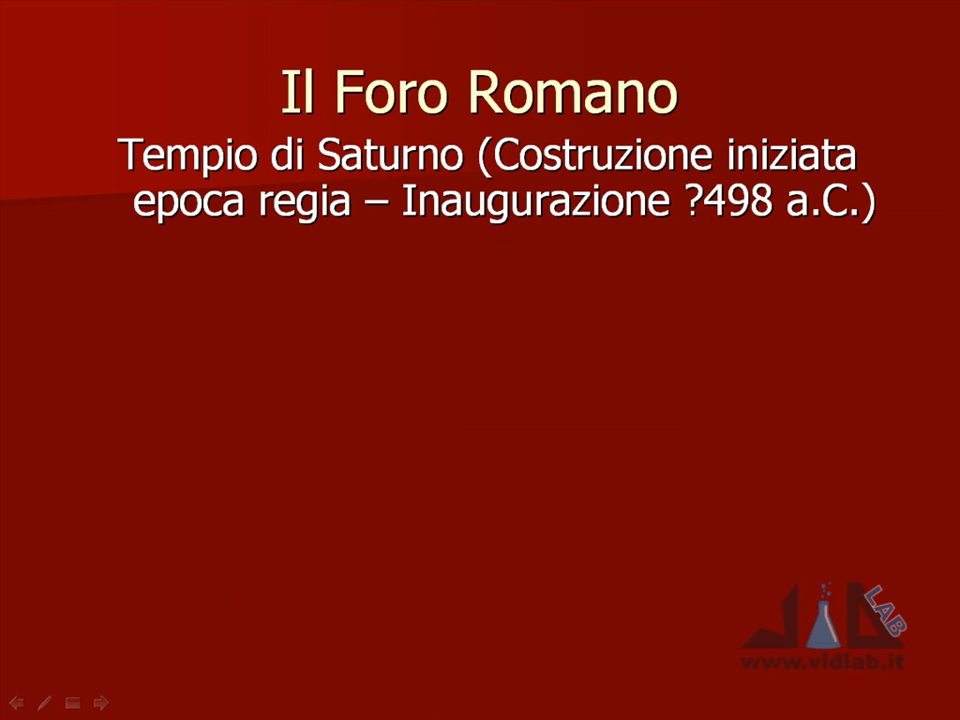 Il Foro Romano
Tempio di Saturno (Costruzione iniziata
epoca regia – Inaugurazione ?498 a.C.)
LAB
www.vidlab.it